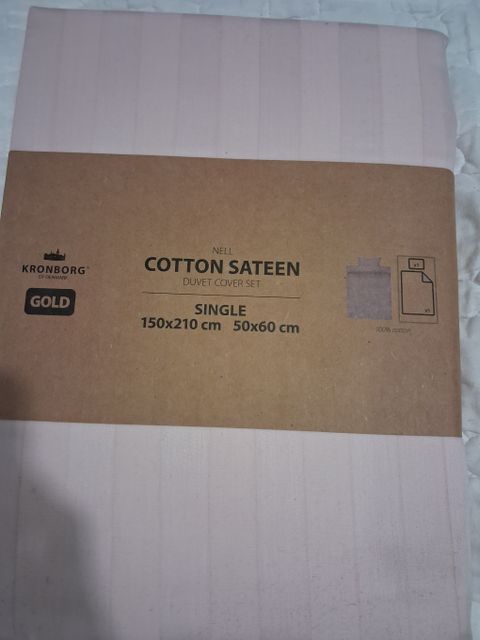 KRONBORG®
OF DENMARK
GOLD
NELL
COTTON SATEEN
DUVET COVER SET
SINGLE
150x210 cm 50x60 cm
x1
x1
100% cotton